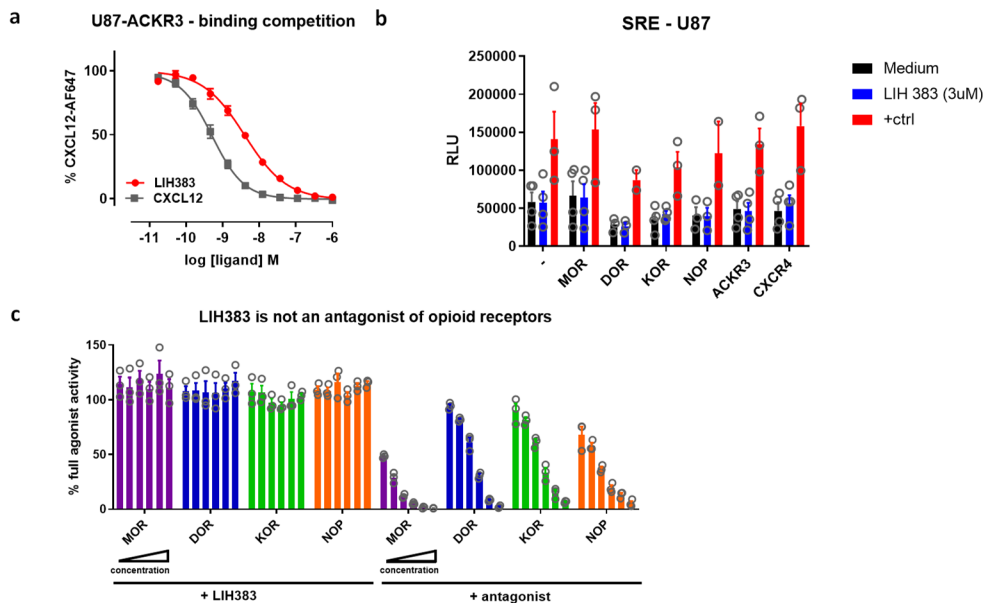 a
U87-ACKR3 - binding competition
% CXCL12-AF647
100
50
0
LIH383
CXCL12
-11 -10 -9 -8 -7 -6
log [ligand] M
b
SRE - U87
RLU
250000
200000
150000
100000
50000
0
- MOR DOR KOR NOP ACKR3 CXCR4
Medium
LIH 383 (3uM)
+ctrl
c
LIH383 is not an antagonist of opioid receptors
% full agonist activity
150
100
50
0
MOR DOR KOR NOP MOR DOR KOR NOP
concentration concentration
+ LIH383 + antagonist